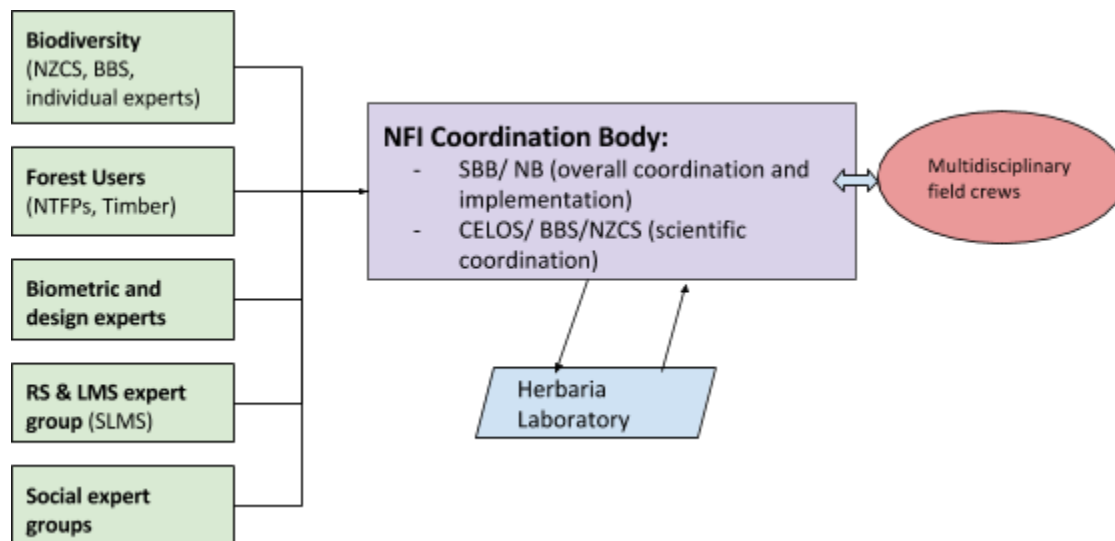 Biodiversity
(NZCS, BBS,
individual experts)
Forest Users
(NTFPs, Timber)
Biometric and
design experts
RS & LMS expert
group (SLMS)
Social expert
groups
NFI Coordination Body:
- SBB/ NB (overall coordination and
implementation)
- CELOS/ BBS/NZCS (scientific
coordination)
Herbaria
Laboratory
Multidisciplinary
field crews